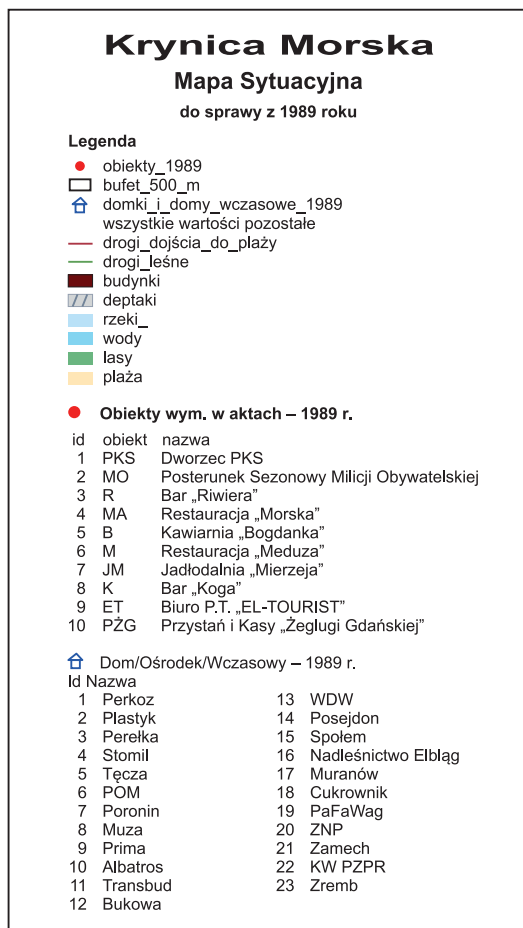 Krynica Morska
Mapa Sytuacyjna
do sprawy z 1989 roku
Legenda
obiekty_1989
bufet_500_m
domki_i_domy_wczasowe_1989
wszystkie wartości pozostałe
drogi_dojścia_do_plaży
drogi_leśne
budynki
deptaki
rzeki_
wody
lasy
plaża
Obiekty wym. w aktach – 1989 r.
id obiekt nazwa
1 PKS Dworzec PKS
2 MO Posterunek Sezonowy Milicji Obywatelskiej
3 R Bar „Riwiera”
4 MA Restauracja „Morska”
5 B Kawiarnia „Bogdanka”
6 M Restauracja „Meduza”
7 JM Jadłodalnia „Mierzeja”
8 K Bar „Koga”
9 ET Biuro P.T. „EL-TOURIST”
10 PŻG Przystań i Kasy „Żeglugi Gdańskiej”
Dom/Ośrodek/Wczasowy – 1989 r.
Id Nazwa
1 Perkoz
2 Plastyk
3 Perełka
4 Stomil
5 Tęcza
6 POM
7 Poronin
8 Muza
9 Prima
10 Albatros
11 Transbud
12 Bukowa
13 WDW
14 Posejdon
15 Społem
16 Nadleśnictwo Elbląg
17 Muranów
18 Cukrownik
19 PaFaWag
20 ZNP
21 Zamech
22 KW PZPR
23 Zremb